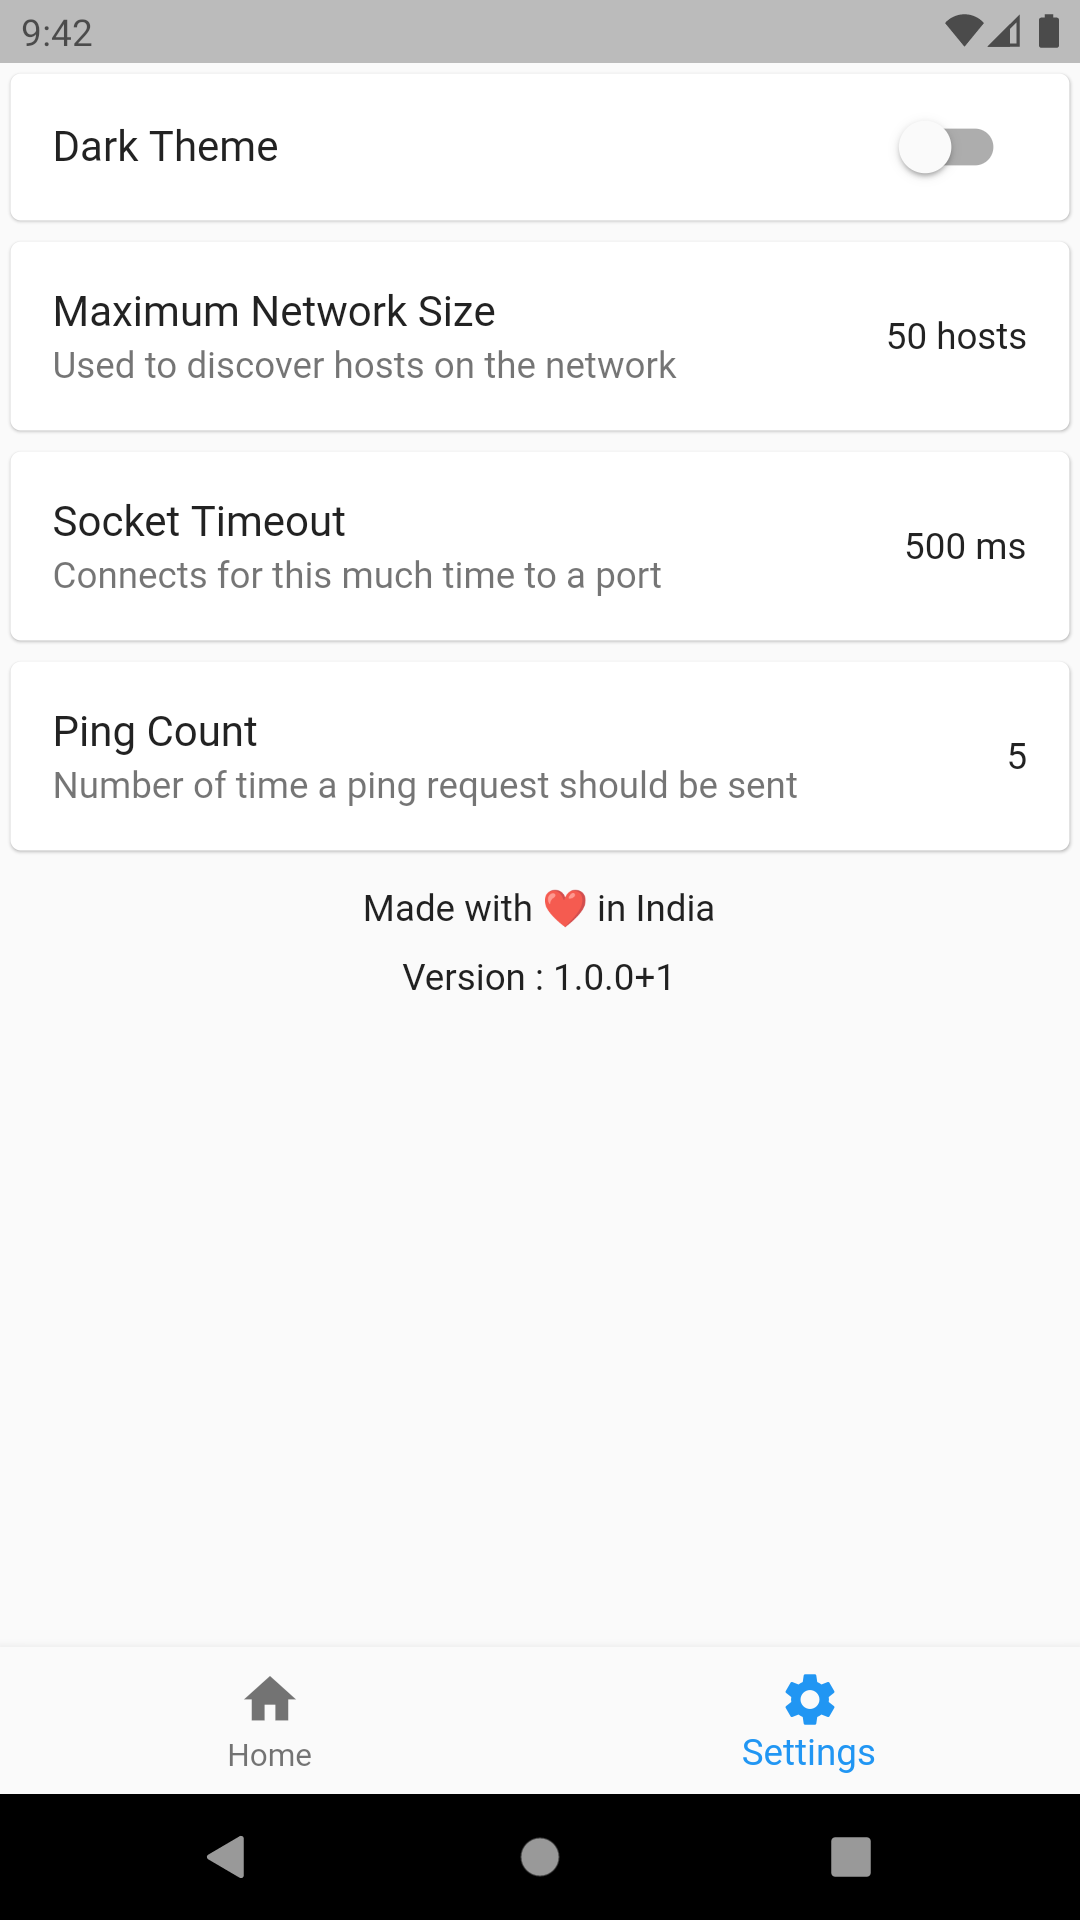 9:42
Dark Theme
Maximum Network Size
Used to discover hosts on the network
50 hosts
Socket Timeout
Connects for this much time to a port
500 ms
Ping Count
Number of time a ping request should be sent
5
Made with ❤️ in India
Version : 1.0.0+1
Home
Settings